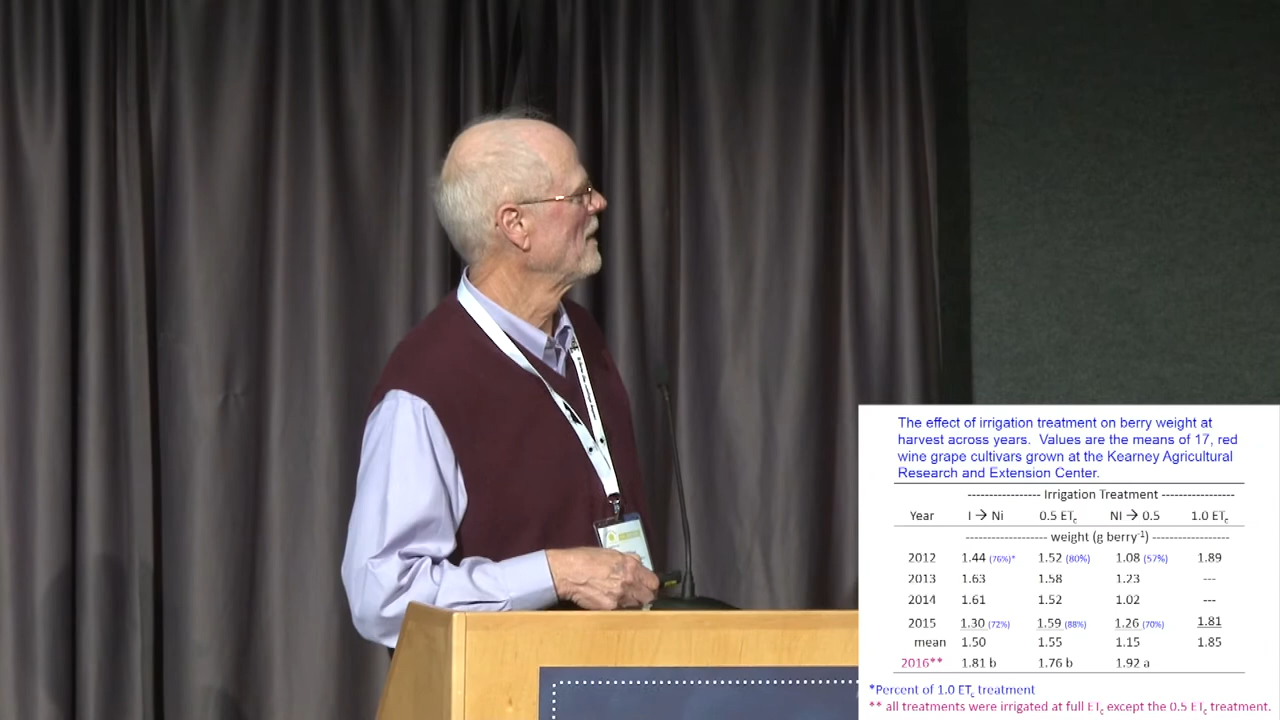 The effect of irrigation treatment on berry weight at
harvest across years.  Values are the means of 17, red
wine grape cultivars grown at the Kearney Agricultural
Research and Extension Center.
----------------- Irrigation Treatment -----------------
Year I → Ni 0.5 ETc NI → 0.5 1.0 ETc
------------------- weight (g berry-1) ------------------
2012 1.44 (76%)* 1.52 (80%) 1.08 (57%) 1.89
2013 1.63 1.58 1.23 ---
2014 1.61 1.52 1.02 ---
2015 1.30 (72%) 1.59 (88%) 1.26 (70%) 1.81
mean 1.50 1.55 1.15 1.85
2016** 1.81 b 1.76 b 1.92 a
*Percent of 1.0 ETc treatment
** all treatments were irrigated at full ETc except the 0.5 ETc treatment.